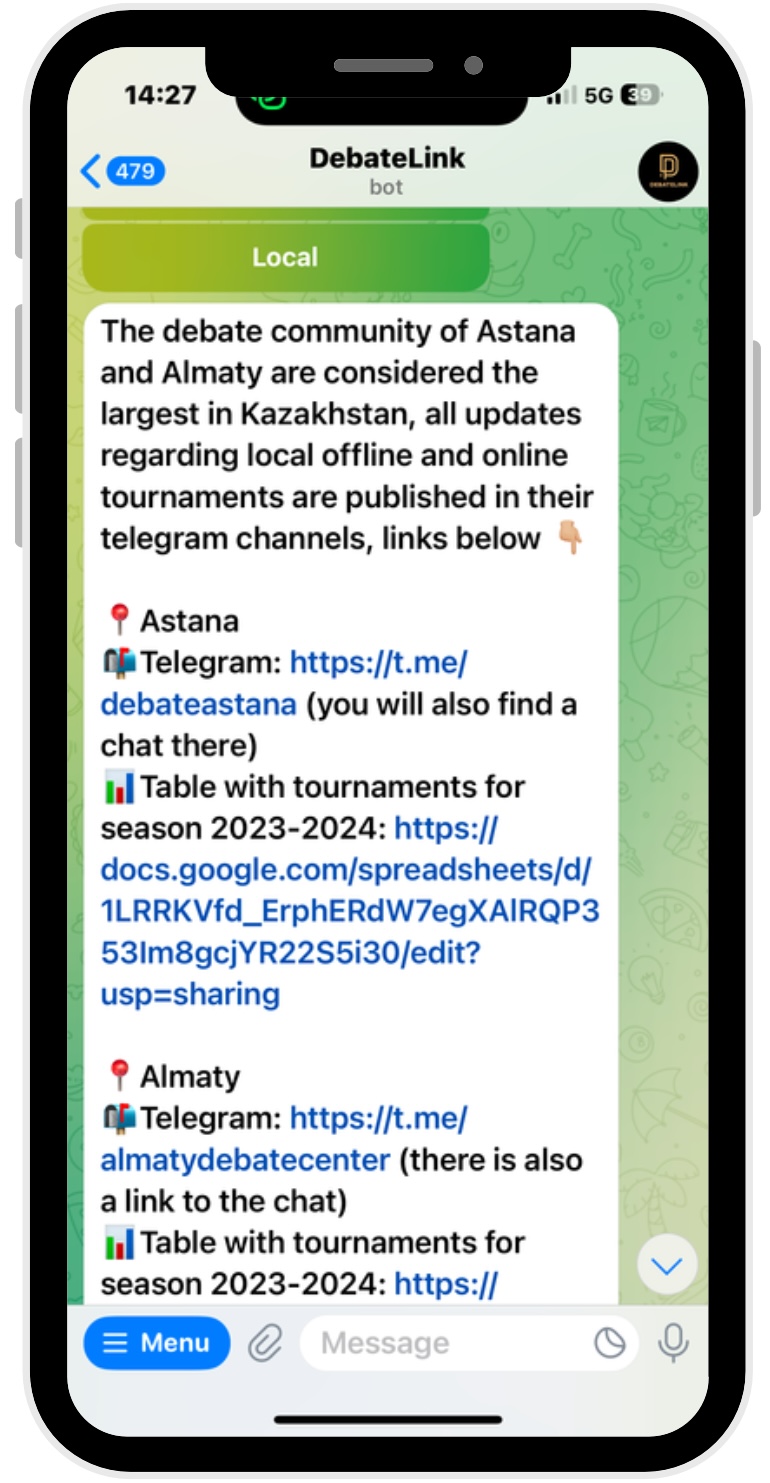 14:27
5G 39
479
DebateLink
bot
DEBATELINK
Local
The debate community of Astana
and Almaty are considered the
largest in Kazakhstan, all updates
regarding local offline and online
tournaments are published in their
telegram channels, links below 👇🏼
📍Astana
📬Telegram: https://t.me/
debateastana (you will also find a
chat there)
📊Table with tournaments for
season 2023-2024: https://
docs.google.com/spreadsheets/d/
1LRRKVfd_ErphERdW7egXAlRQP3
53Im8gcjYR22S5i30/edit?
usp=sharing
📍Almaty
📬Telegram: https://t.me/
almatydebatecenter (there is also
a link to the chat)
📊Table with tournaments for
season 2023-2024: https://
Menu
Message